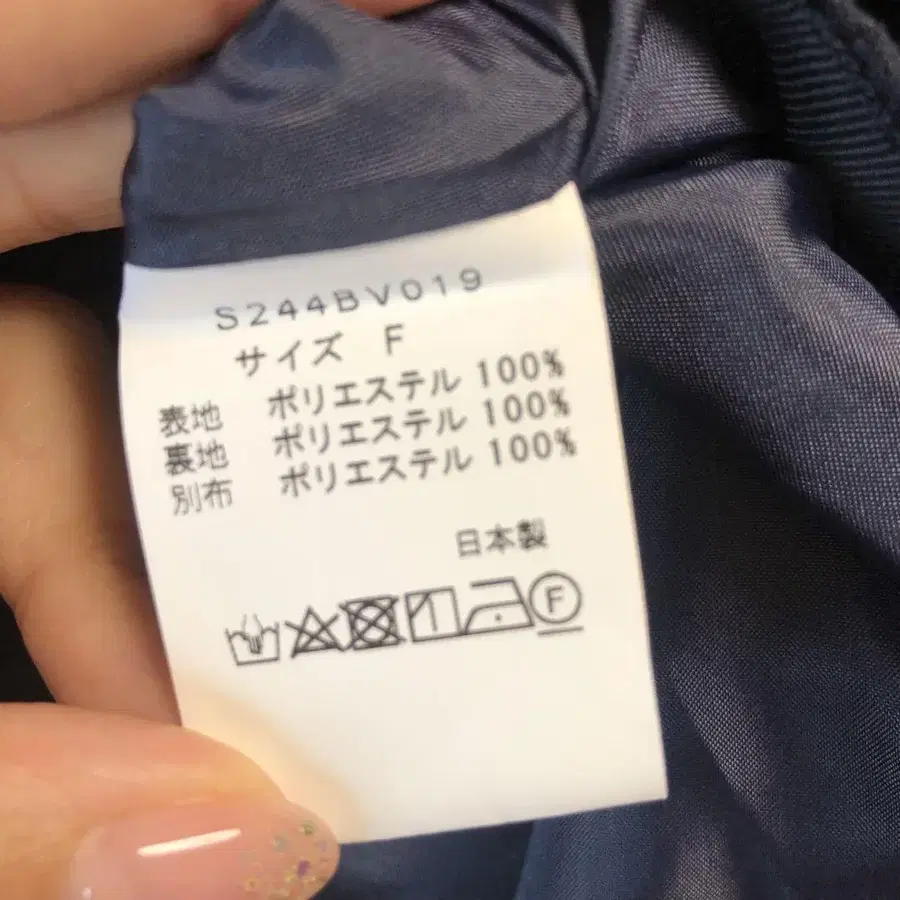 S244BV019
サイズ F
表地 ポリエステル 100%
裏地 ポリエステル 100%
別布 ポリエステル 100%
日本製
F